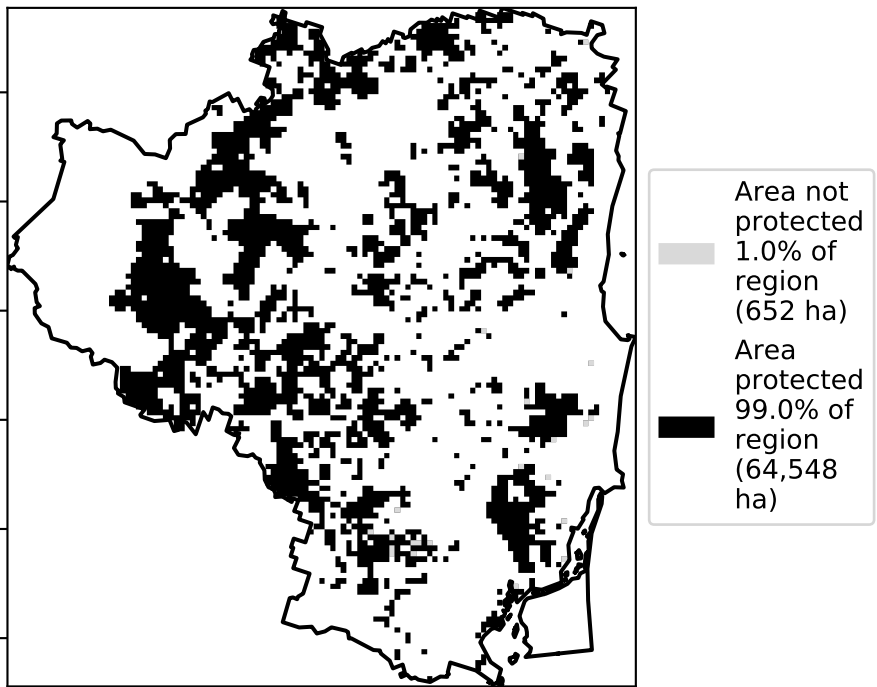 Area not
protected
1.0% of
region
(652 ha)
Area
protected
99.0% of
region
(64,548
ha)